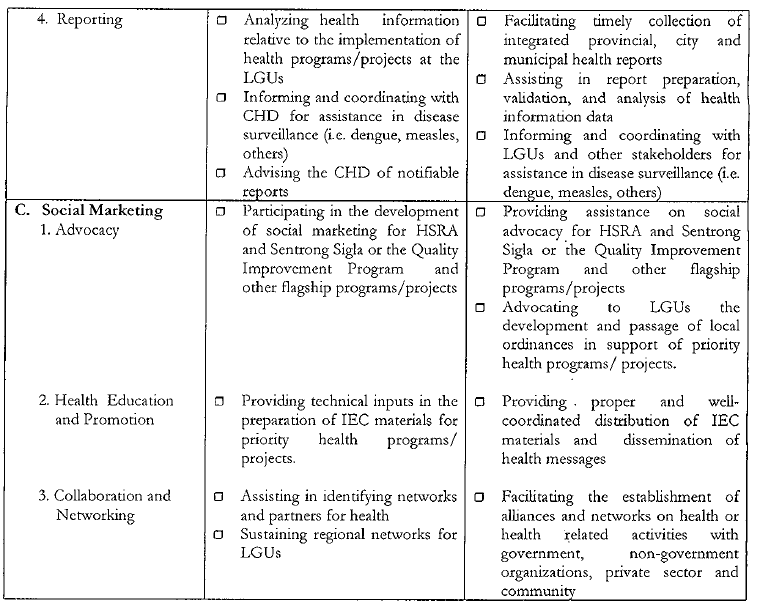 4. Reporting
❒ Analyzing health information
relative to the implementation of
health programs/projects at the
LGUs
❒ Informing and coordinating with
CHD for assistance in disease
surveillance (i.e. dengue, measles,
others)
❒ Advising the CHD of notifiable
reports
❒ Facilitating timely collection of
integrated provincial, city and
municipal health reports
❒ Assisting in report preparation,
validation, and analysis of health
information data
❒ Informing and coordinating with
LGUs and other stakeholders for
assistance in disease surveillance (i.e.
dengue, measles, others)
C. Social Marketing
1. Advocacy
❒ Participating in the development
of social marketing for HSRA
and Sentrong Sigla or the Quality
Improvement Program and
other flagship programs/projects
❒ Providing assistance on social
advocacy for HSRA and Sentrong
Sigla or the Quality Improvement
Program and other flagship
programs/projects
❒ Advocating to LGUs the
development and passage of local
ordinances in support of priority
health programs/ projects.
2. Health Education
and Promotion
❒ Providing technical inputs in the
preparation of IEC materials for
priority health programs/
projects.
❒ Providing . proper and well-
coordinated distribution of IEC
materials and dissemination of
health messages
3. Collaboration and
Networking
❒ Assisting in identifying networks
and partners for health
❒ Sustaining regional networks for
LGUs
❒ Facilitating the establishment of
alliances and networks on health or
health related activities with
government, non-government
organizations, private sector and
community